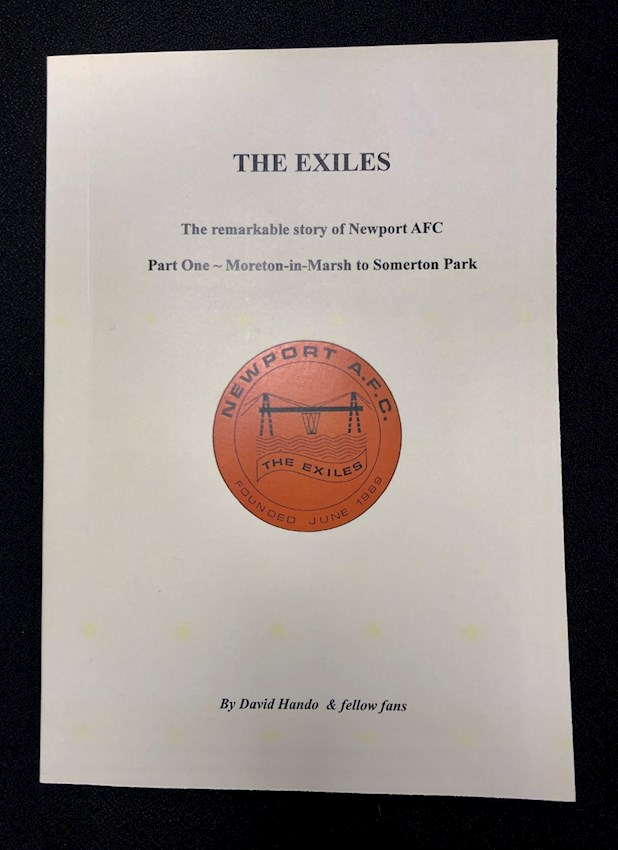 THE EXILES
The remarkable story of Newport AFC
Part One ~ Moreton-in-Marsh to Somerton Park
NEWPORT A.F.C.
THE EXILES
FOUNDED JUNE 1989
By David Hando & fellow fans